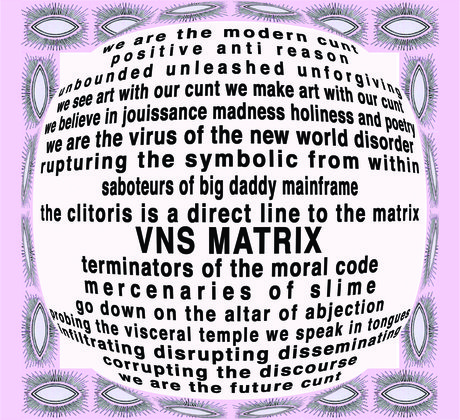 we are the modern cunt
positive anti reason
unbounded unleashed unforgiving
we see art with our cunt we make art with our cunt
we believe in jouissance madness holiness and poetry
we are the virus of the new world disorder
rupturing the symbolic from within
saboteurs of big daddy mainframe
the clitoris is a direct line to the matrix
VNS MATRIX
terminators of the moral code
mercenaries of slime
go down on the altar of abjection
probing the visceral temple we speak in tongues
infiltrating disrupting disseminating
corrupting the discourse
we are the future cunt